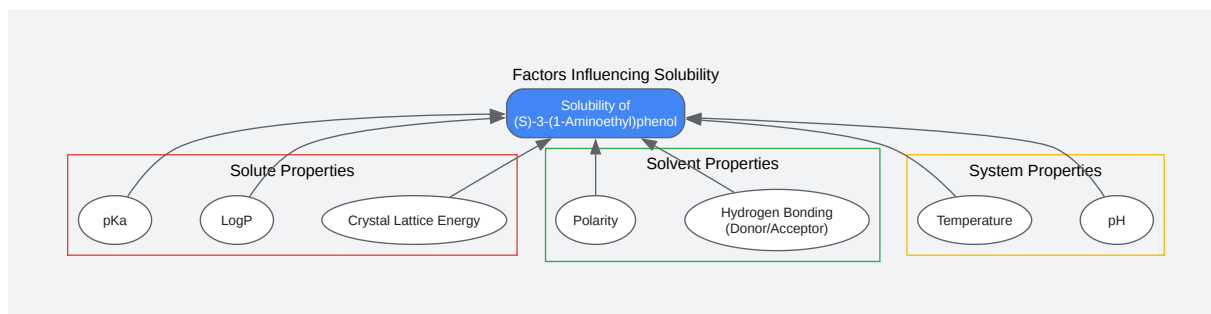 Factors Influencing Solubility
Solubility of
(S)-3-(1-Aminoethyl)phenol
Solute Properties
Solvent Properties
System Properties
pKa
LogP
Crystal Lattice Energy
Polarity
Hydrogen Bonding
(Donor/Acceptor)
Temperature
pH